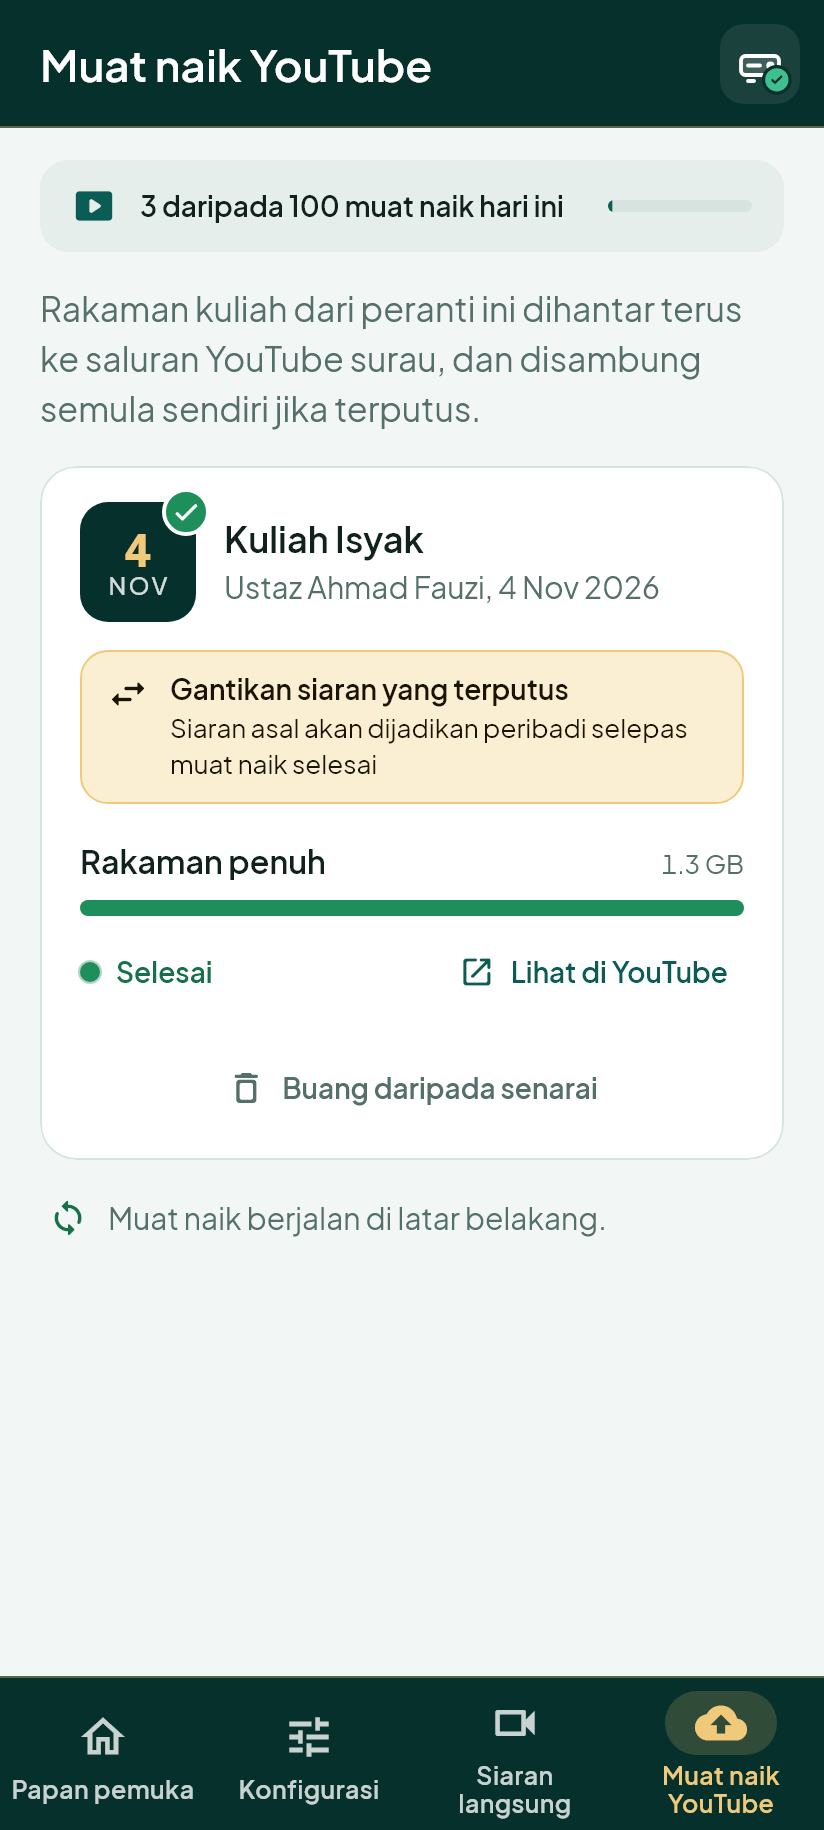 Muat naik YouTube
3 daripada 100 muat naik hari ini
Rakaman kuliah dari peranti ini dihantar terus
ke saluran YouTube surau, dan disambung
semula sendiri jika terputus.
4
NOV
Kuliah Isyak
Ustaz Ahmad Fauzi, 4 Nov 2026
Gantikan siaran yang terputus
Siaran asal akan dijadikan peribadi selepas
muat naik selesai
Rakaman penuh
1.3 GB
Selesai
Lihat di YouTube
Buang daripada senarai
Muat naik berjalan di latar belakang.
Papan pemuka
Konfigurasi
Siaran
langsung
Muat naik
YouTube